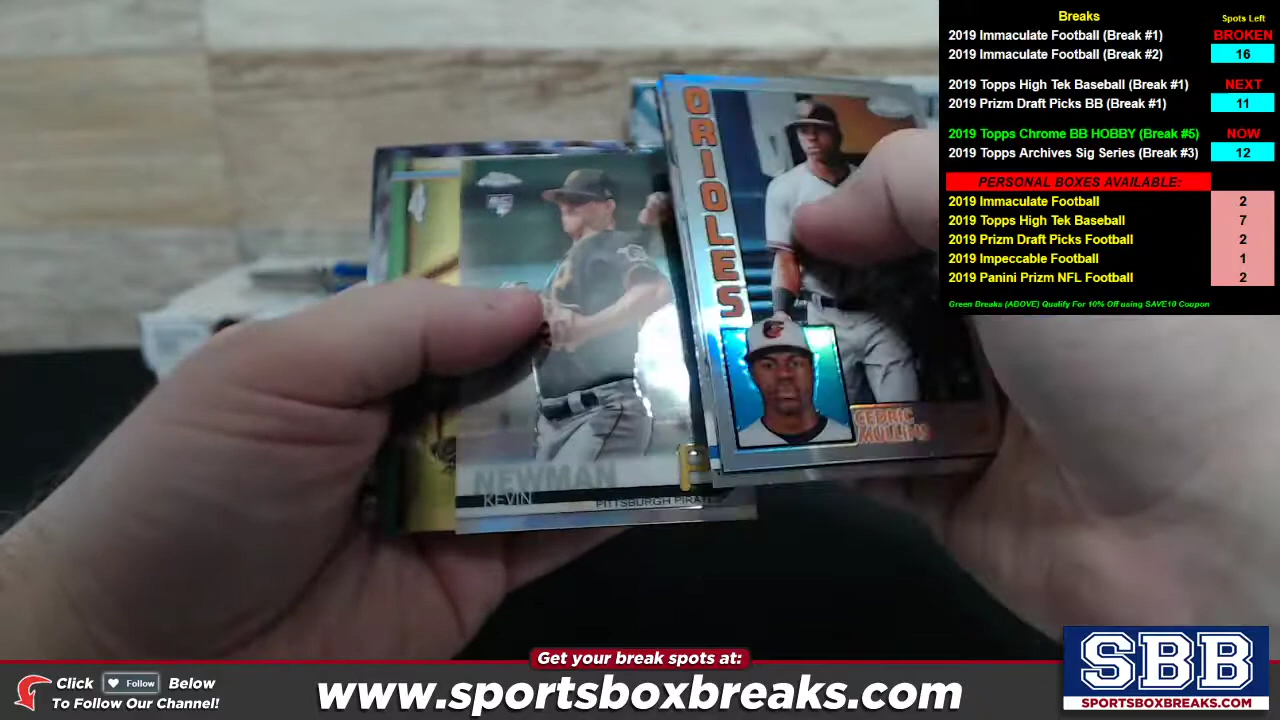 Breaks Spots Left
2019 Immaculate Football (Break #1) BROKEN
2019 Immaculate Football (Break #2) 16
2019 Topps High Tek Baseball (Break #1) NEXT
2019 Prizm Draft Picks BB (Break #1) 11
2019 Topps Chrome BB HOBBY (Break #5) NOW
2019 Topps Archives Sig Series (Break #3) 12
PERSONAL BOXES AVAILABLE:
2019 Immaculate Football 2
2019 Topps High Tek Baseball 7
2019 Prizm Draft Picks Football 2
2019 Impeccable Football 1
2019 Panini Prizm NFL Football 2
Green Breaks (ABOVE) Qualify For 10% Off using SAVE10 Coupon
ORIOLES
CEDRIC
MULLINS
NEWMAN
KEVIN
PITTSBURGH PIRAT
P
Get your break spots at:
www.sportsboxbreaks.com
Click Follow Below
To Follow Our Channel!
SBB
SPORTSBOXBREAKS.COM